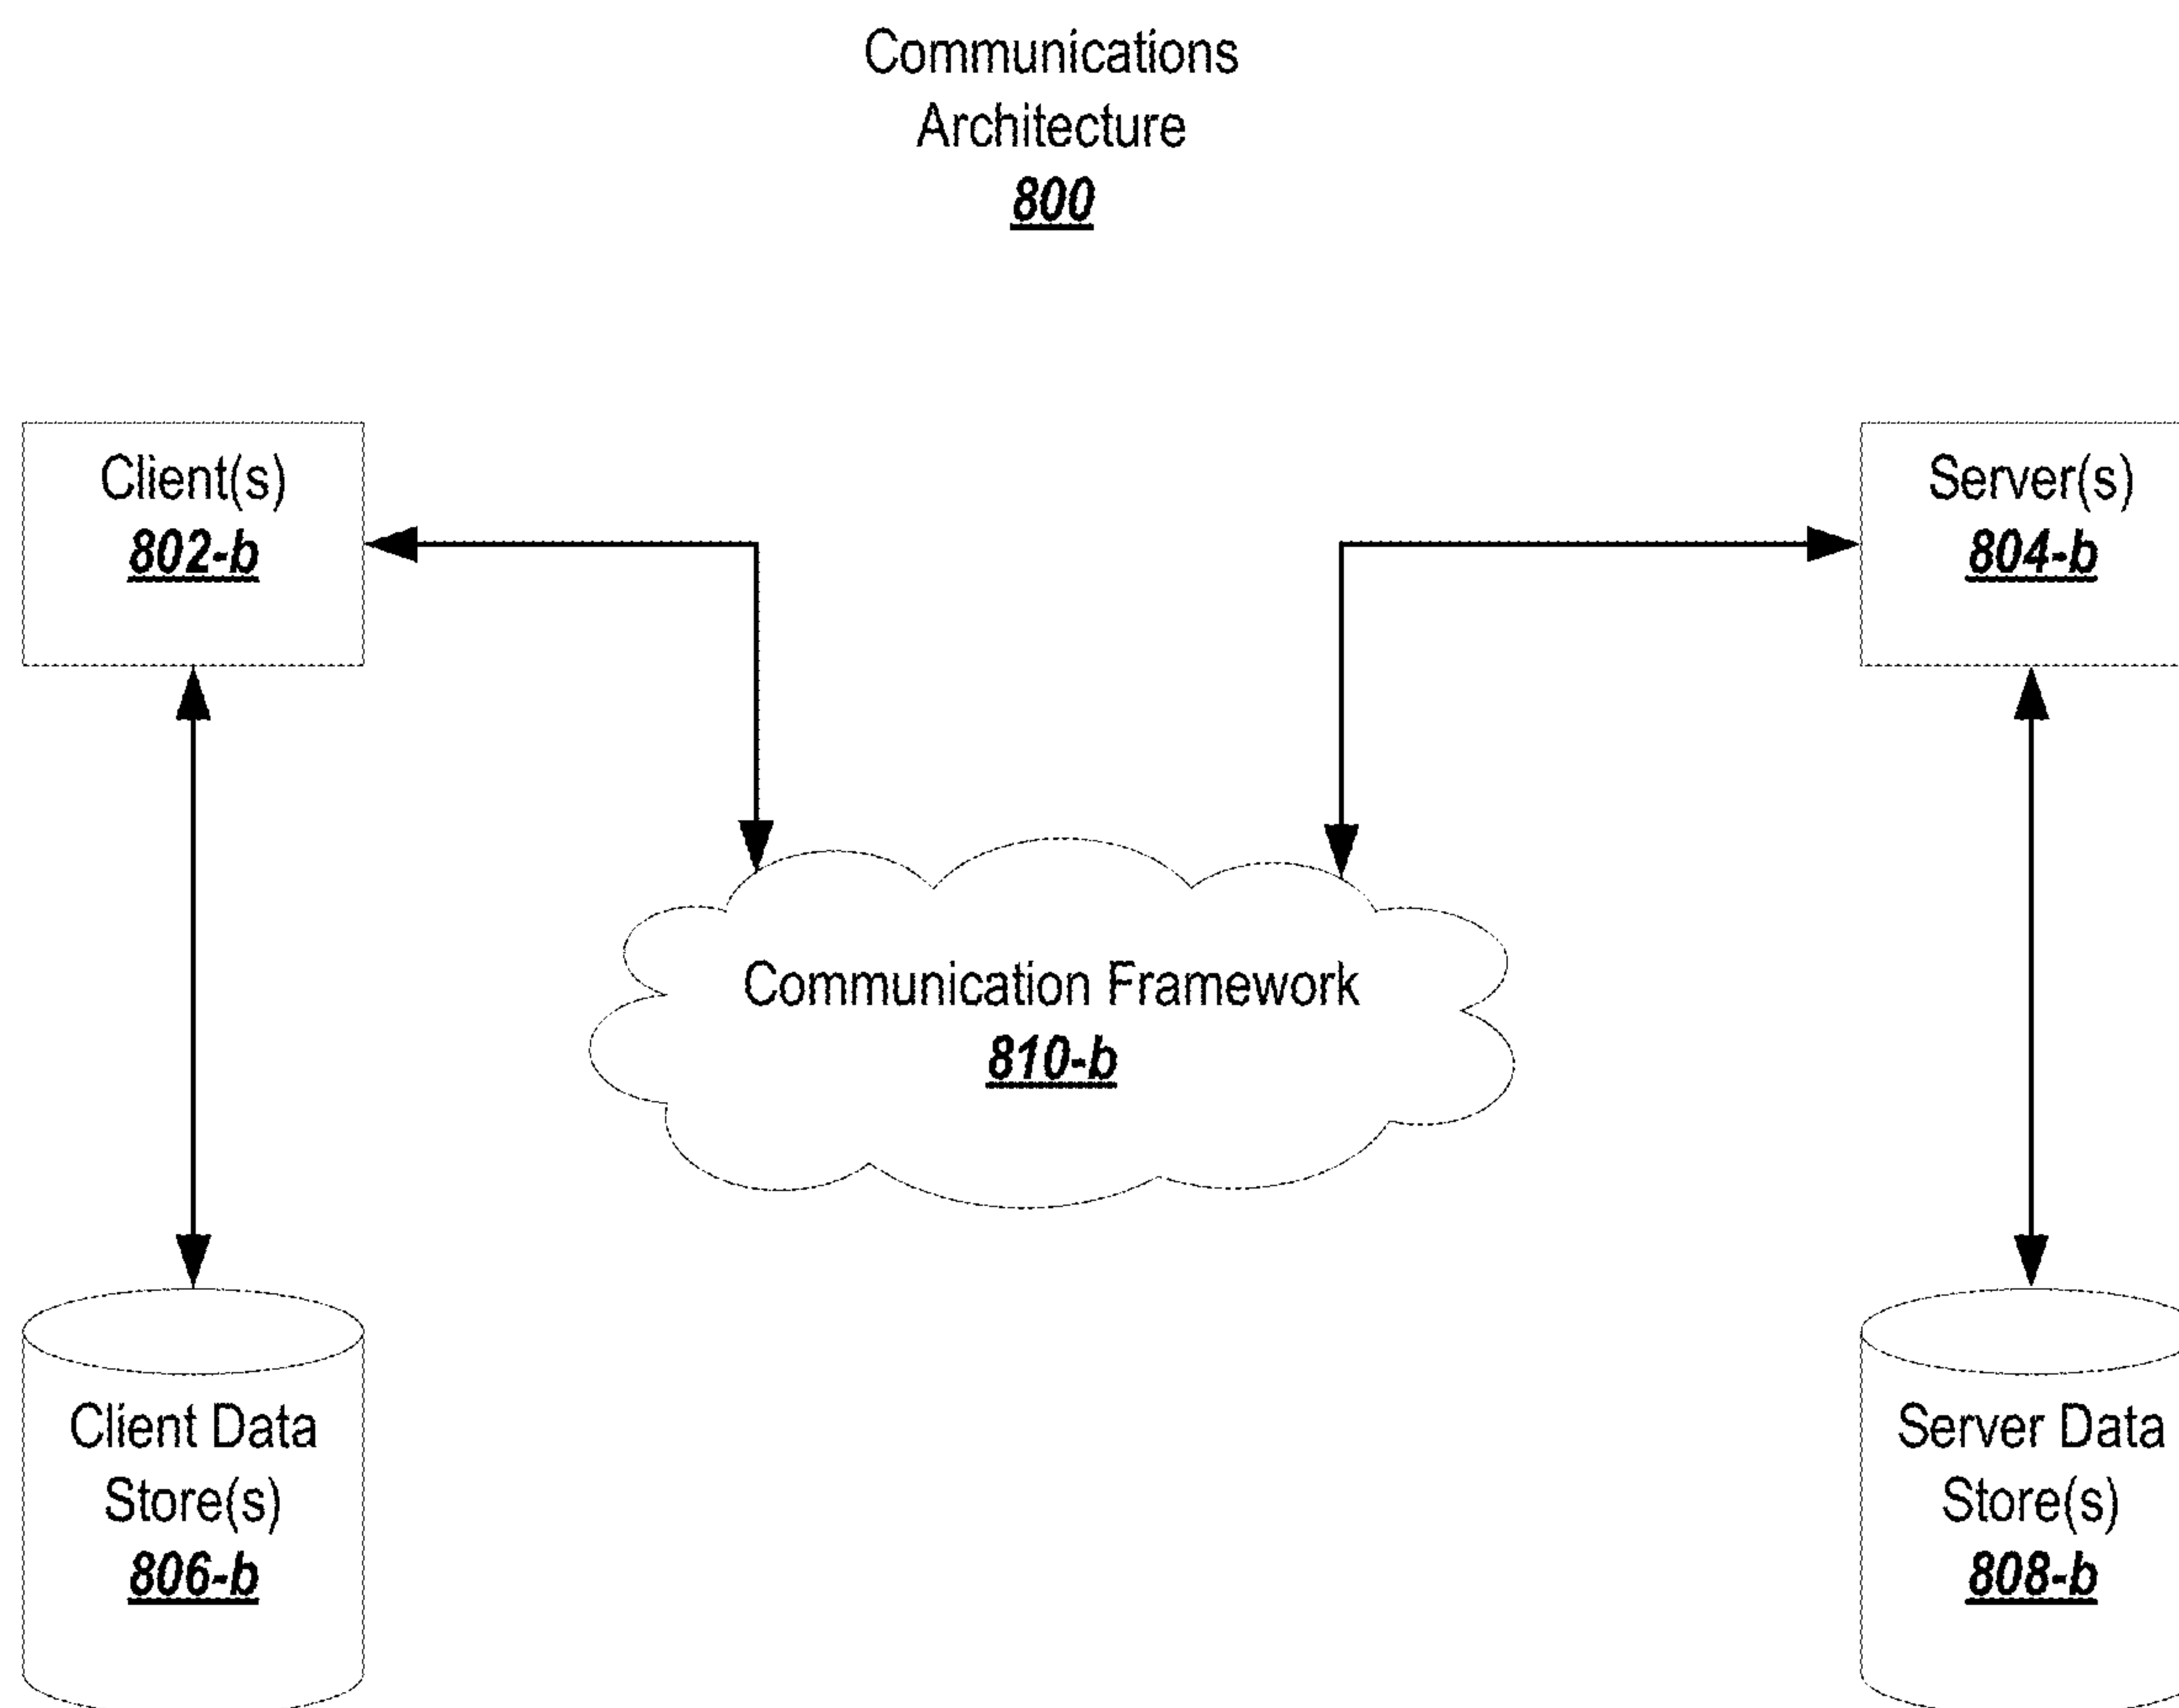 Communications
Architecture
800
Client(s)
802-b
Server(s)
804-b
Communication Framework
810-b
Client Data
Store(s)
806-b
Server Data
Store(s)
808-b